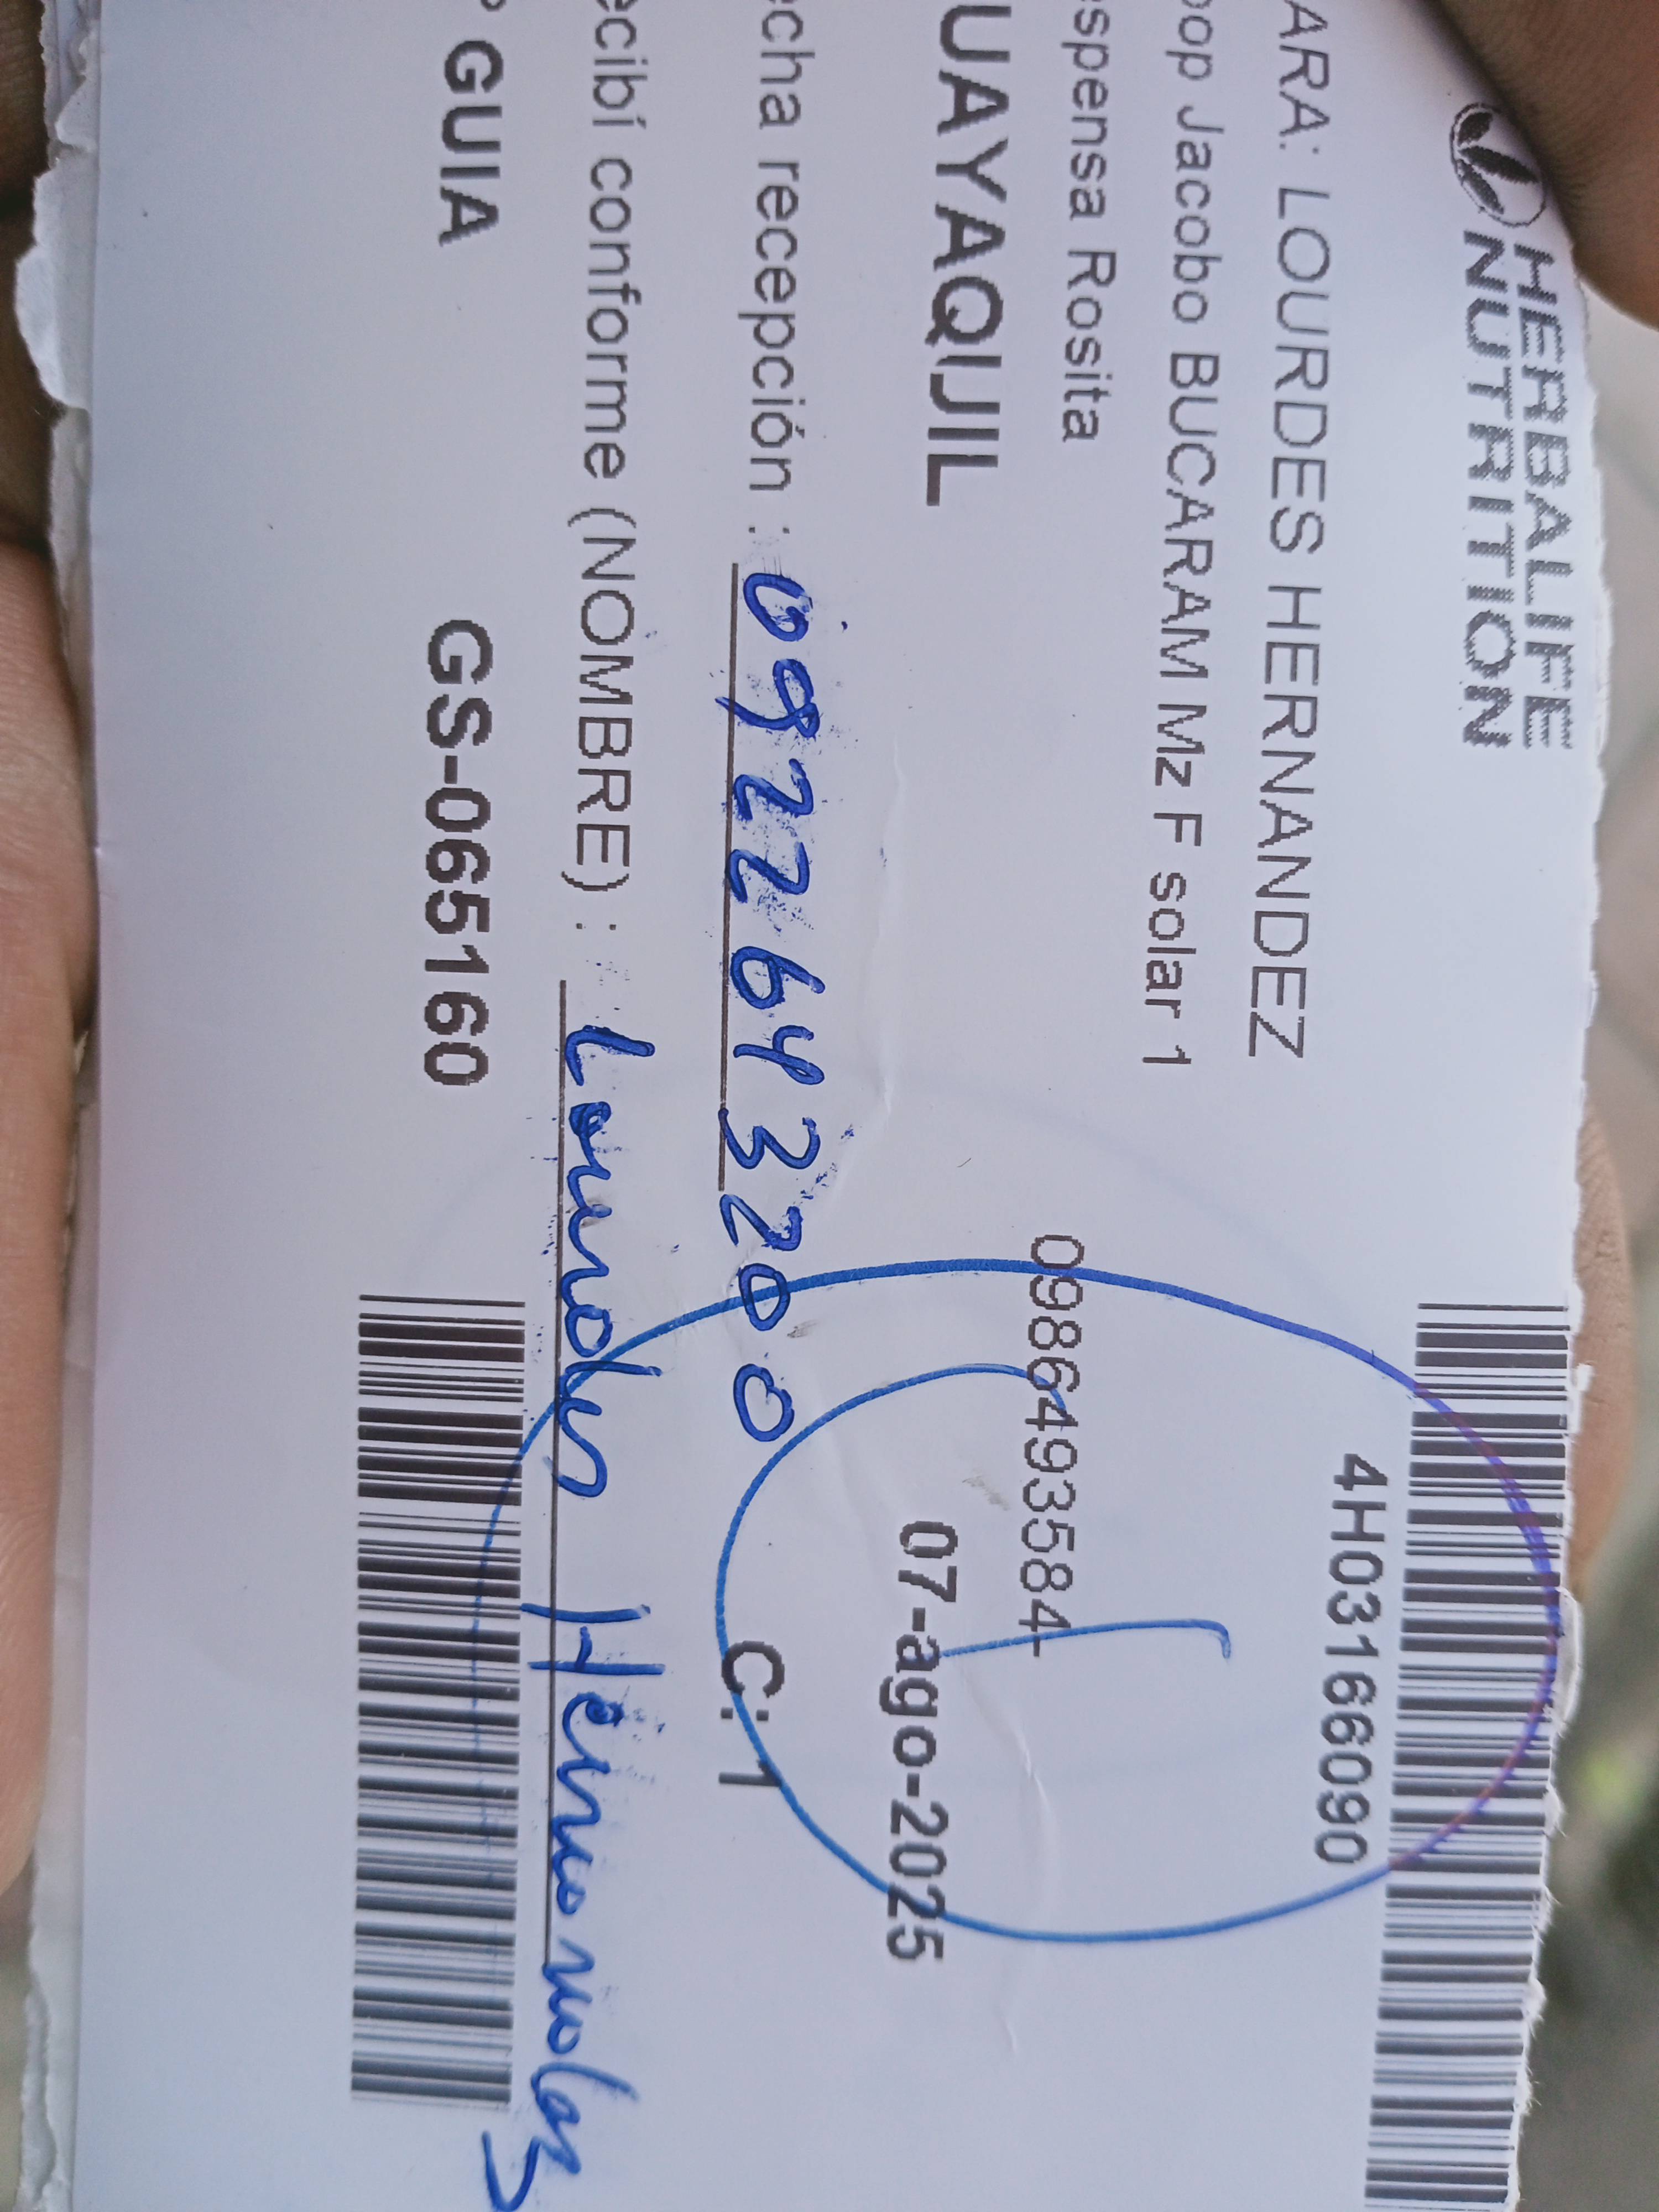 HERBALIFE
NUTRITION
4H03166090
ARA: LOURDES HERNANDEZ
oop Jacobo BUCARAM Mz F solar 1
espensa Rosita
0986493584-
UAYAQUIL
07-ago-2025
echa recepción : 0922643200
C: 1
ecibí conforme (NOMBRE) : Lourdes Hernandez
° GUIA GS-065160